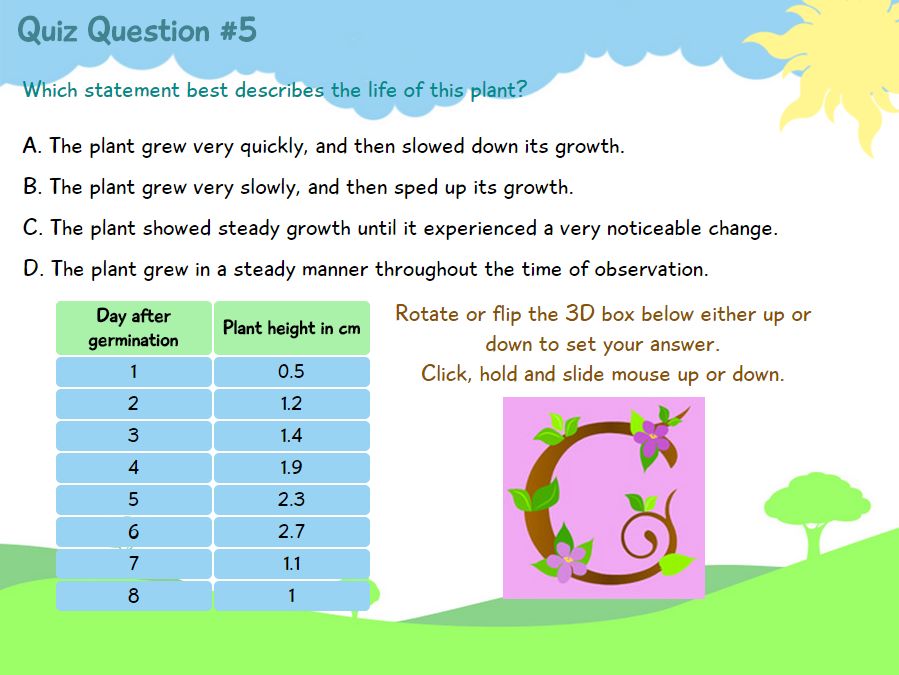 Quiz Question #5
Which statement best describes the life of this plant?
A. The plant grew very quickly, and then slowed down its growth.
B. The plant grew very slowly, and then sped up its growth.
C. The plant showed steady growth until it experienced a very noticeable change.
D. The plant grew in a steady manner throughout the time of observation.
Day after
germination
Plant height in cm
1 0.5
2 1.2
3 1.4
4 1.9
5 2.3
6 2.7
7 1.1
8 1
Rotate or flip the 3D box below either up or
down to set your answer.
Click, hold and slide mouse up or down.
C